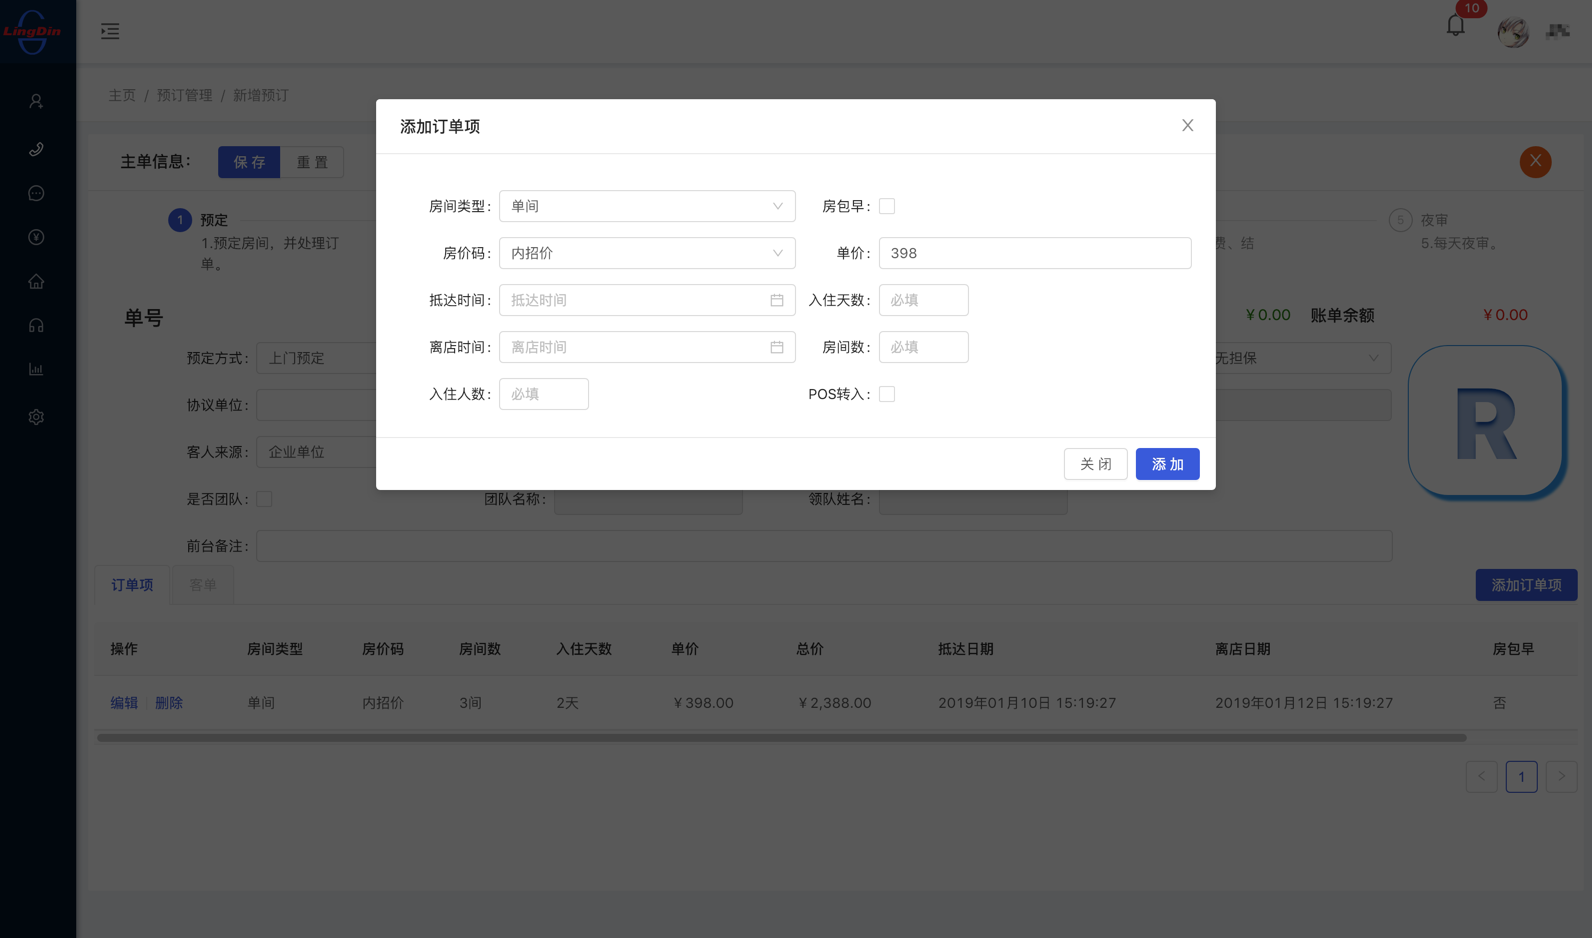 LingDin
10
主页 / 预订管理 / 新增预订
添加订单项
主单信息：
保 存
重 置
1 预定
1.预定房间，并处理订
单。
费、结
5 夜审
5.每天夜审。
房间类型：
单间
房包早：
房价码：
内招价
单价：
398
抵达时间：
抵达时间
入住天数：
必填
离店时间：
离店时间
房间数：
必填
入住人数：
必填
POS转入：
关 闭
添 加
单号
￥0.00
账单余额
￥0.00
预定方式：
上门预定
无担保
协议单位：
客人来源：
企业单位
R
是否团队：
团队名称：
领队姓名：
前台备注：
订单项
客单
添加订单项
操作 房间类型 房价码 房间数 入住天数 单价 总价 抵达日期 离店日期 房包早
编辑 删除 单间 内招价 3间 2天 ￥398.00 ￥2,388.00 2019年01月10日 15:19:27 2019年01月12日 15:19:27 否
< 1 >